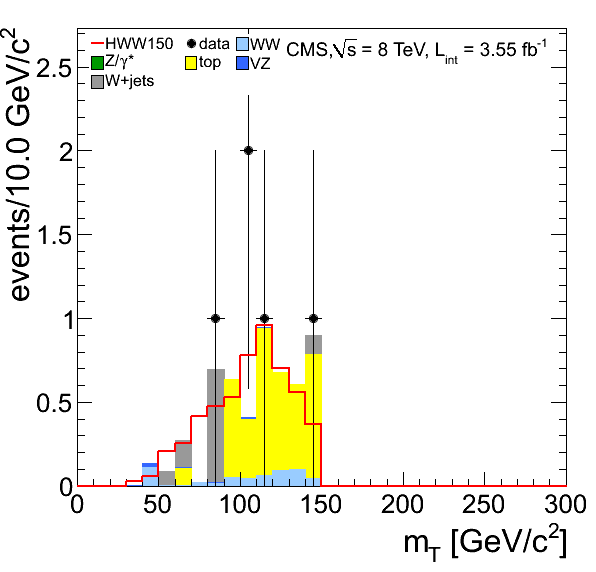 HWW150 data WW CMS,√s = 8 TeV, L_int = 3.55 fb⁻¹
Z/γ* top VZ
W+jets
events/10.0 GeV/c²
2.5
2
1.5
1
0.5
0
0 50 100 150 200 250 300
m_T [GeV/c²]